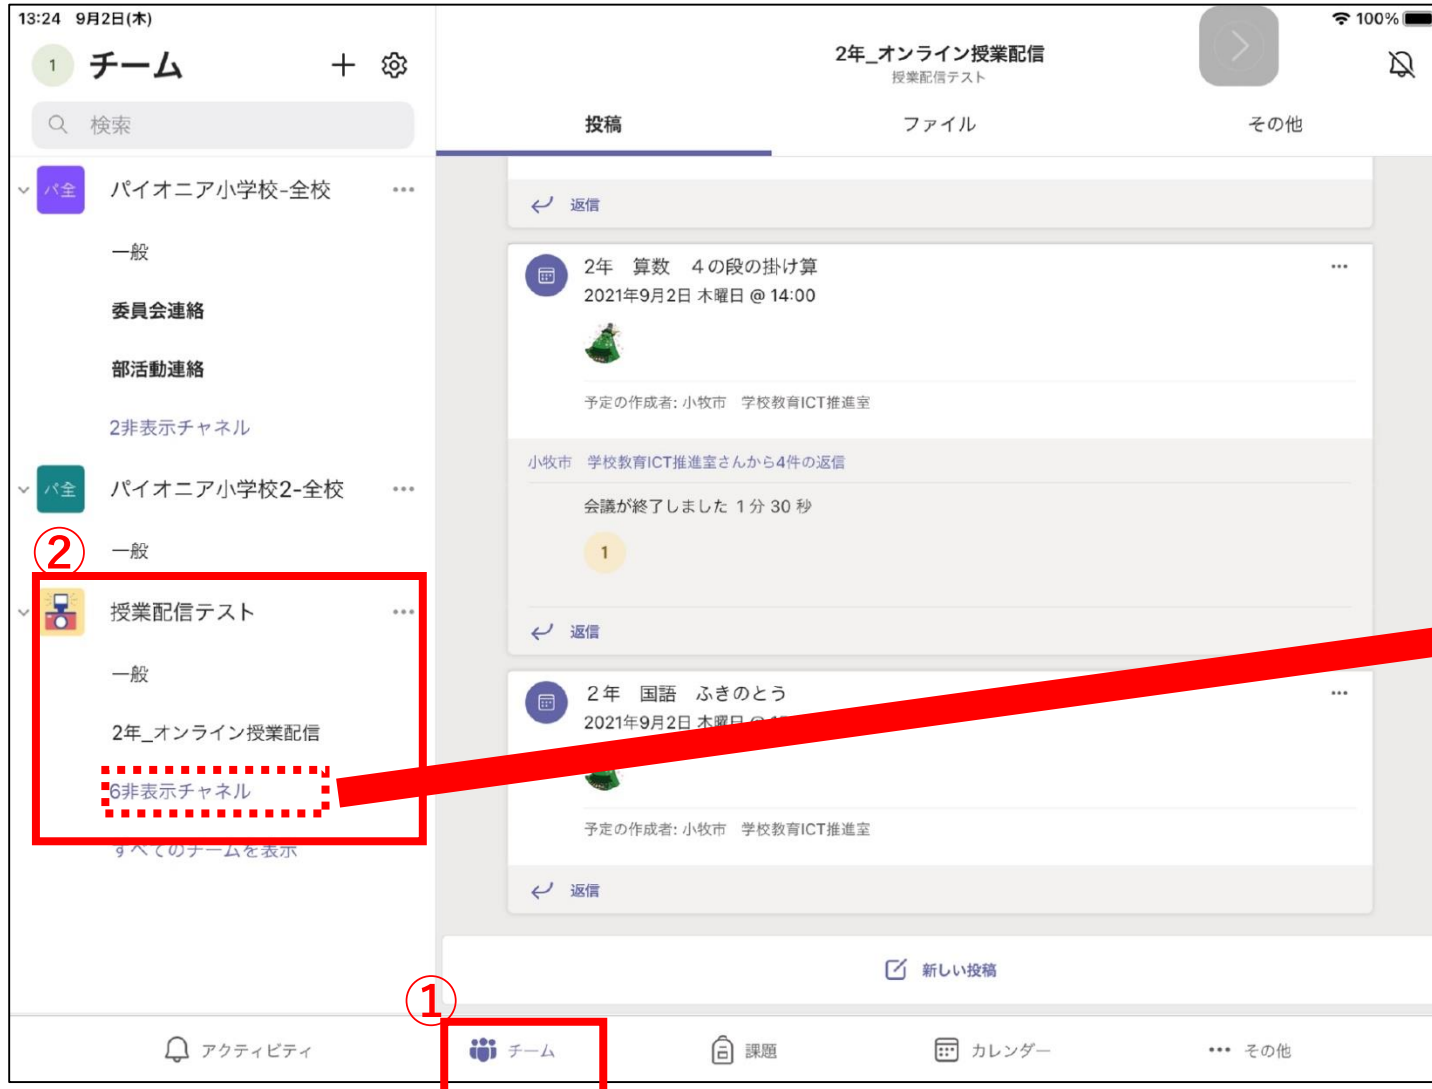 13:24 9月2日(木)
100%
1 チーム
検索
パ全 パイオニア小学校-全校
一般
委員会連絡
部活動連絡
2非表示チャネル
パ全 パイオニア小学校2-全校
②
一般
授業配信テスト
一般
2年_オンライン授業配信
6非表示チャネル
すべてのチームを表示
2年_オンライン授業配信
授業配信テスト
投稿 ファイル その他
返信
2年 算数 4の段の掛け算
2021年9月2日 木曜日 @ 14:00
予定の作成者: 小牧市 学校教育ICT推進室
小牧市 学校教育ICT推進室さんから4件の返信
会議が終了しました 1分 30 秒
1
返信
2年 国語 ふきのとう
2021年9月2日 木曜日 @
予定の作成者: 小牧市 学校教育ICT推進室
返信
新しい投稿
①
アクティビティ チーム 課題 カレンダー その他